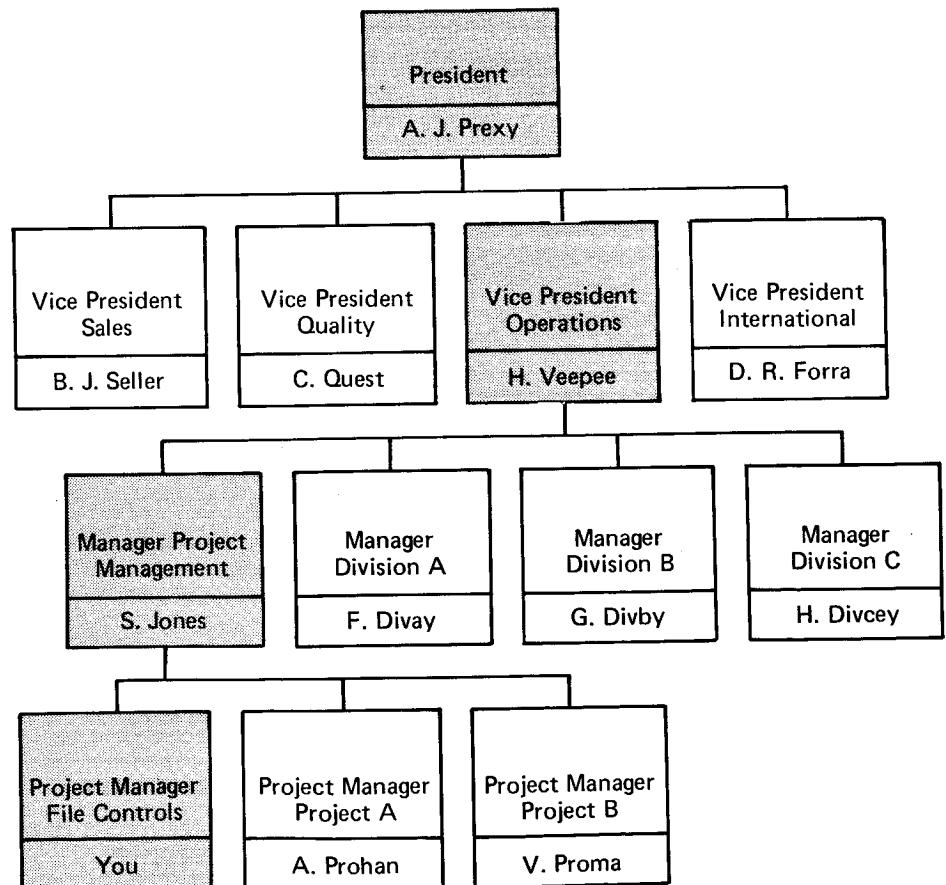 President
A. J. Prexy
Vice President
Sales
B. J. Seller
Vice President
Quality
C. Quest
Vice President
Operations
H. Veepee
Vice President
International
D. R. Forra
Manager Project
Management
S. Jones
Manager
Division A
F. Divay
Manager
Division B
G. Divby
Manager
Division C
H. Divcey
Project Manager
File Controls
You
Project Manager
Project A
A. Prohan
Project Manager
Project B
V. Proma